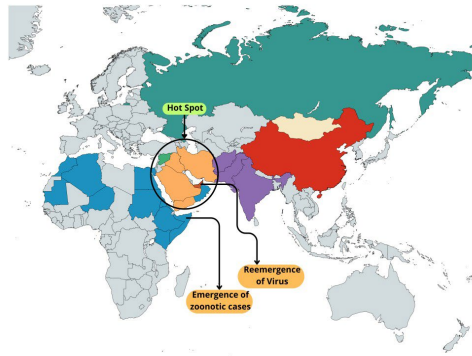 Hot Spot
Reemergence
of Virus
Emergence of
zoonotic cases